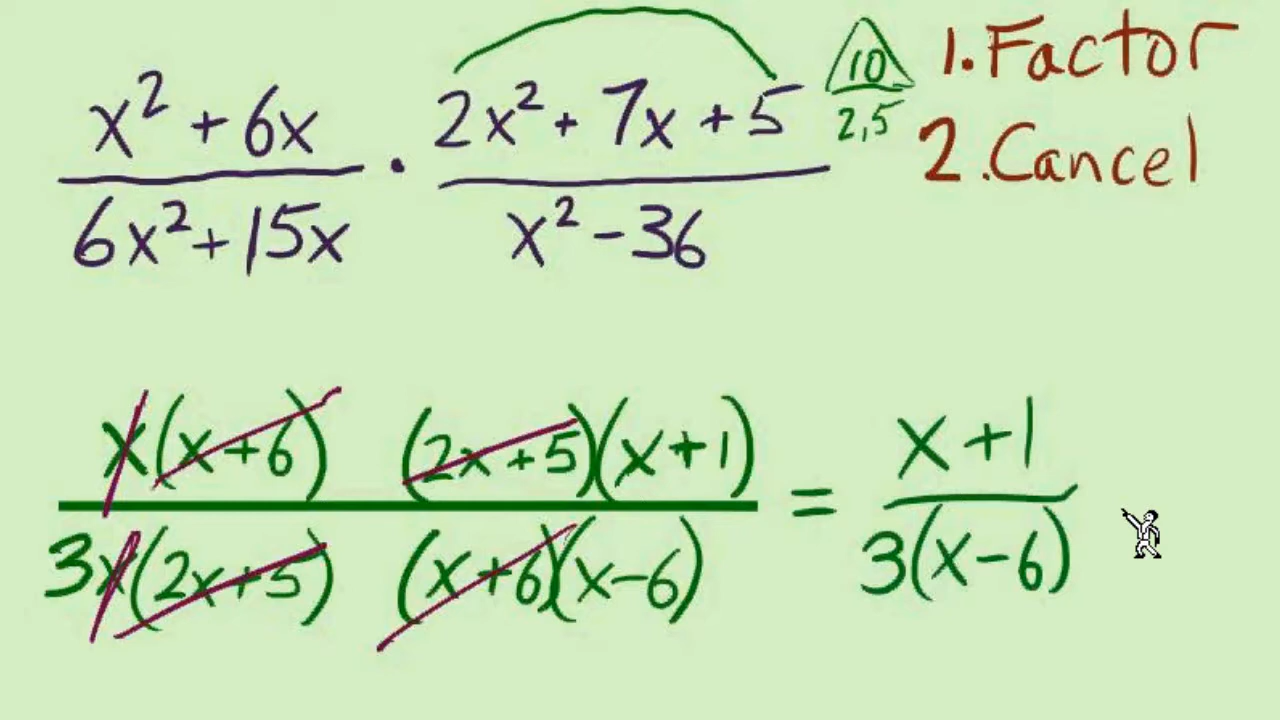 x² + 6x / 6x² + 15x · 2x² + 7x + 5 / x² - 36
10
2,5
1. Factor
2. Cancel
x(x+6) (2x+5)(x+1) / 3x(2x+5) (x+6)(x-6) = x+1 / 3(x-6)